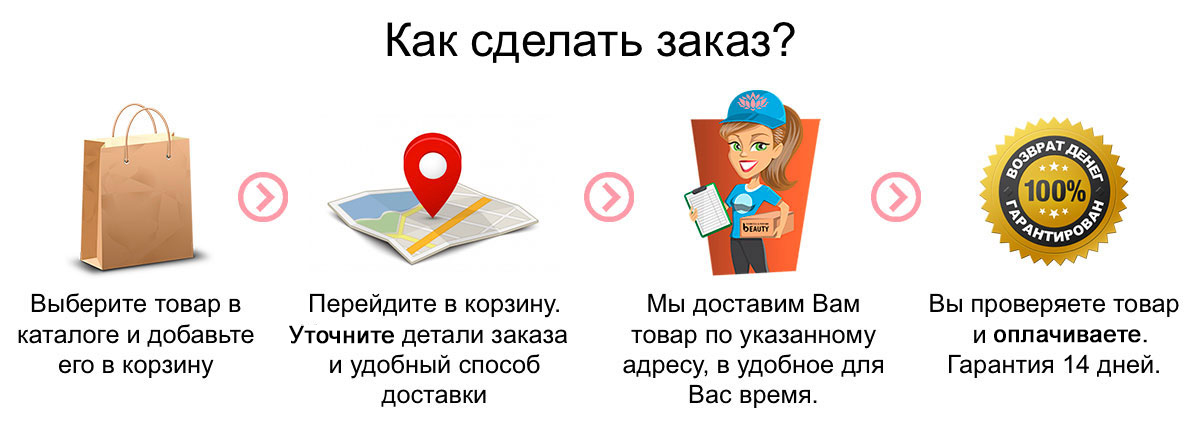 Как сделать заказ?
Выберите товар в
каталоге и добавьте
его в корзину
Перейдите в корзину.
Уточните детали заказа
и удобный способ
доставки
BEAUTY
Мы доставим Вам
товар по указанному
адресу, в удобное для
Вас время.
ВОЗВРАТ ДЕНЕГ
100%
ГАРАНТИРОВАН
Вы проверяете товар
и оплачиваете.
Гарантия 14 дней.